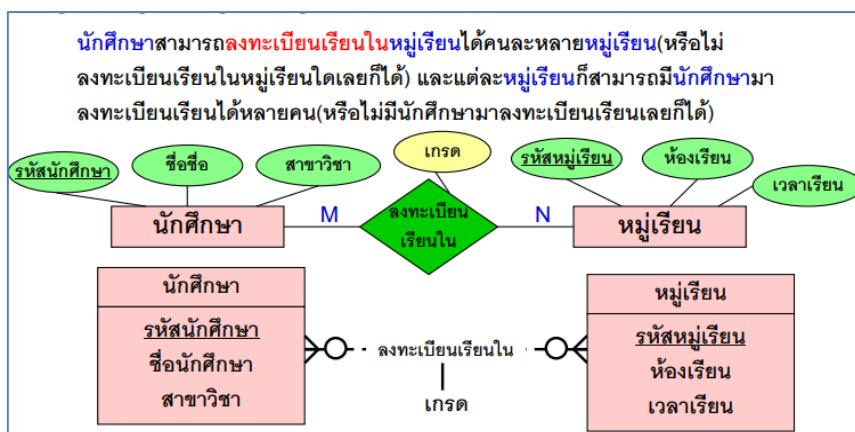 นักศึกษาสามารถลงทะเบียนเรียนในหมู่เรียนได้คนละหลายหมู่เรียน(หรือไม่
ลงทะเบียนเรียนในหมู่เรียนใดเลยก็ได้) และแต่ละหมู่เรียนก็สามารถมีนักศึกษามา
ลงทะเบียนเรียนได้หลายคน(หรือไม่มีนักศึกษามาลงทะเบียนเรียนเลยก็ได้)
รหัสนักศึกษา
ชื่อชื่อ
สาขาวิชา
เกรด
รหัสหมู่เรียน
ห้องเรียน
เวลาเรียน
นักศึกษา
M
ลงทะเบียน
เรียนใน
N
หมู่เรียน
นักศึกษา
รหัสนักศึกษา
ชื่อนักศึกษา
สาขาวิชา
ลงทะเบียนเรียนใน
เกรด
หมู่เรียน
รหัสหมู่เรียน
ห้องเรียน
เวลาเรียน